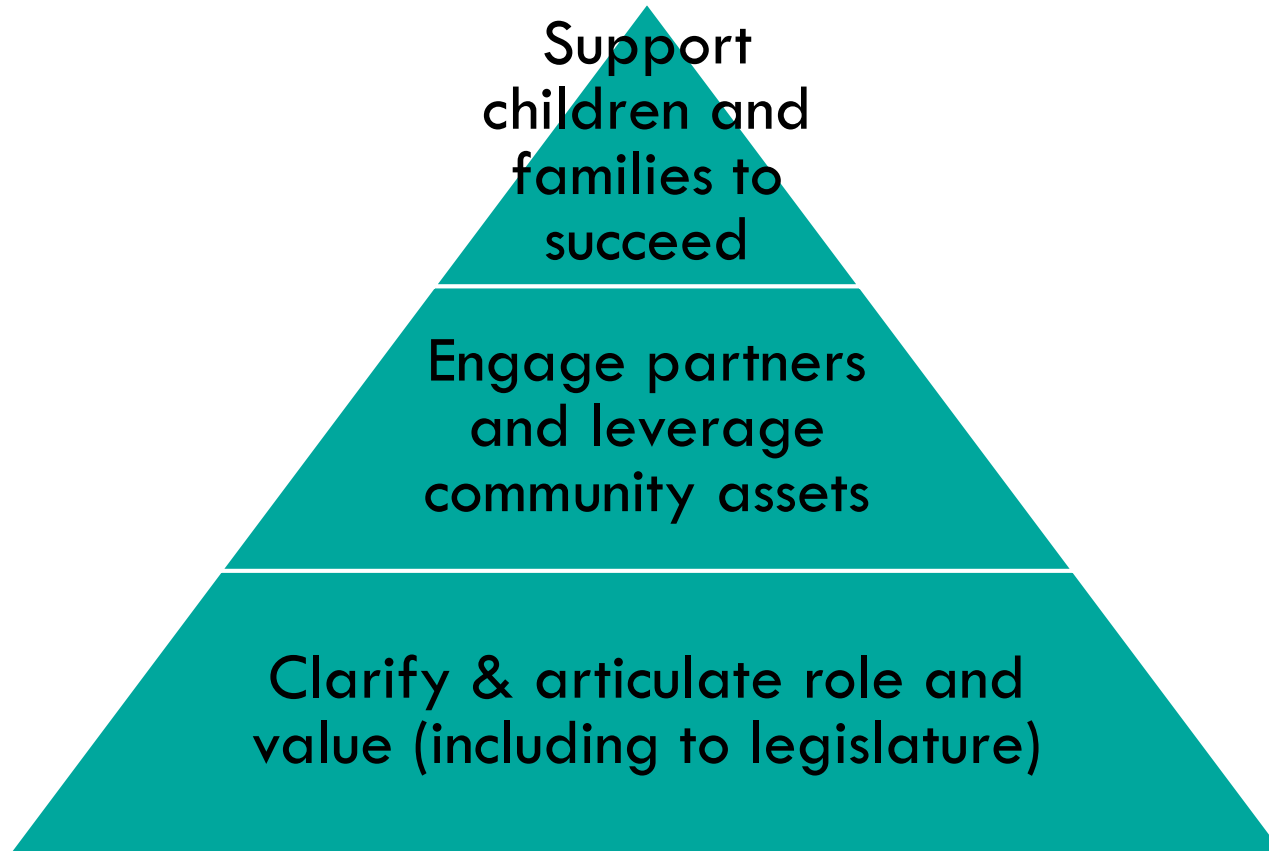 Support
children and
families to
succeed
Engage partners
and leverage
community assets
Clarify & articulate role and
value (including to legislature)